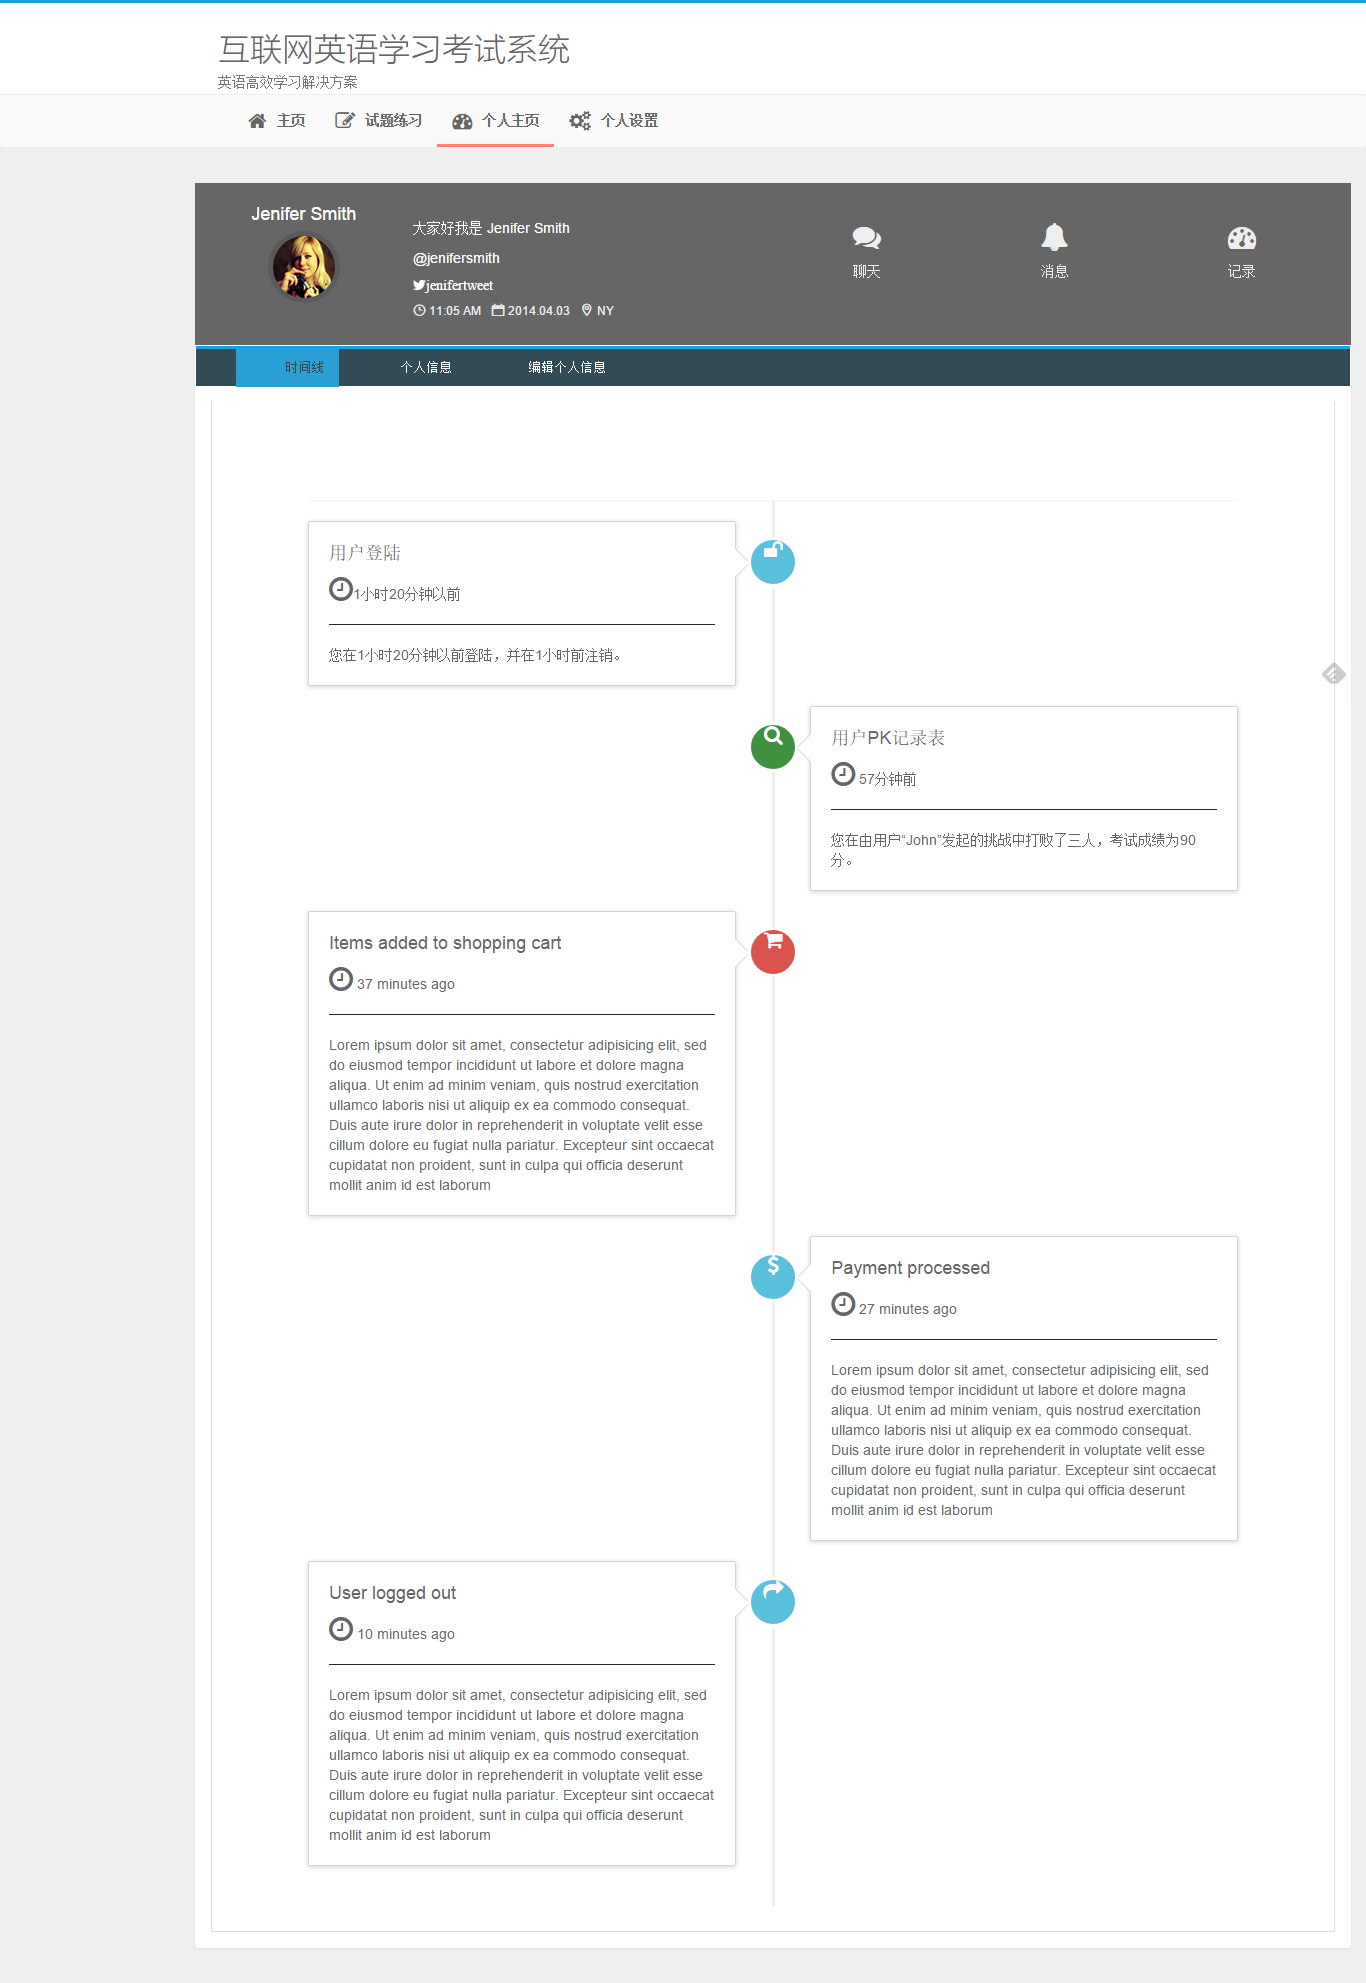 互联网英语学习考试系统
英语高效学习解决方案
主页 试题练习 个人主页 个人设置
Jenifer Smith
大家好我是 Jenifer Smith
@jenifersmith
jenifertweet
11:05 AM 2014.04.03 NY
聊天 消息 记录
时间线 个人信息 编辑个人信息
用户登陆
1小时20分钟以前
您在1小时20分钟以前登陆，并在1小时前注销。
用户PK记录表
57分钟前
您在由用户“John”发起的挑战中打败了三人，考试成绩为90
分。
Items added to shopping cart
37 minutes ago
Lorem ipsum dolor sit amet, consectetur adipisicing elit, sed
do eiusmod tempor incididunt ut labore et dolore magna
aliqua. Ut enim ad minim veniam, quis nostrud exercitation
ullamco laboris nisi ut aliquip ex ea commodo consequat.
Duis aute irure dolor in reprehenderit in voluptate velit esse
cillum dolore eu fugiat nulla pariatur. Excepteur sint occaecat
cupidatat non proident, sunt in culpa qui officia deserunt
mollit anim id est laborum
Payment processed
27 minutes ago
Lorem ipsum dolor sit amet, consectetur adipisicing elit, sed
do eiusmod tempor incididunt ut labore et dolore magna
aliqua. Ut enim ad minim veniam, quis nostrud exercitation
ullamco laboris nisi ut aliquip ex ea commodo consequat.
Duis aute irure dolor in reprehenderit in voluptate velit esse
cillum dolore eu fugiat nulla pariatur. Excepteur sint occaecat
cupidatat non proident, sunt in culpa qui officia deserunt
mollit anim id est laborum
User logged out
10 minutes ago
Lorem ipsum dolor sit amet, consectetur adipisicing elit, sed
do eiusmod tempor incididunt ut labore et dolore magna
aliqua. Ut enim ad minim veniam, quis nostrud exercitation
ullamco laboris nisi ut aliquip ex ea commodo consequat.
Duis aute irure dolor in reprehenderit in voluptate velit esse
cillum dolore eu fugiat nulla pariatur. Excepteur sint occaecat
cupidatat non proident, sunt in culpa qui officia deserunt
mollit anim id est laborum